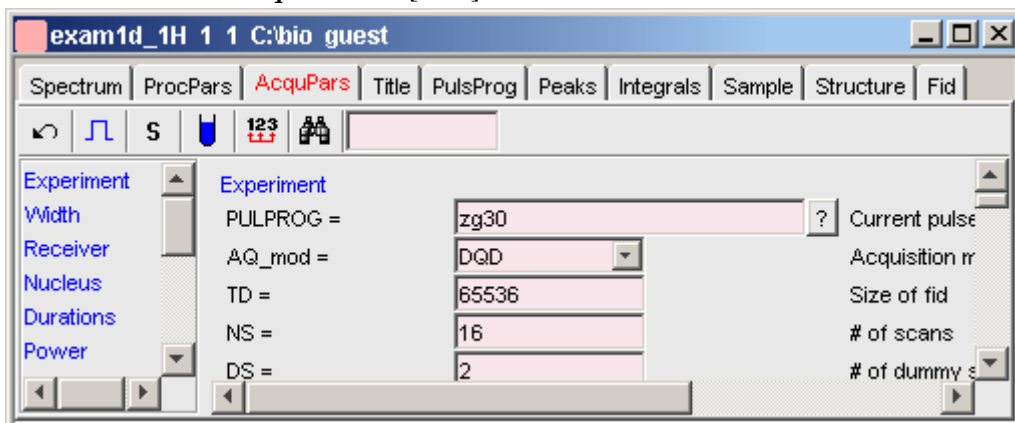 exam1d_1H 1 1 C:\bio guest
Spectrum ProcPars AcquPars Title PulsProg Peaks Integrals Sample Structure Fid
S 123
Experiment
Width
Receiver
Nucleus
Durations
Power
Experiment
PULPROG = zg30 ? Current pulse
AQ_mod = DQD Acquisition m
TD = 65536 Size of fid
NS = 16 # of scans
DS = 2 # of dummy s